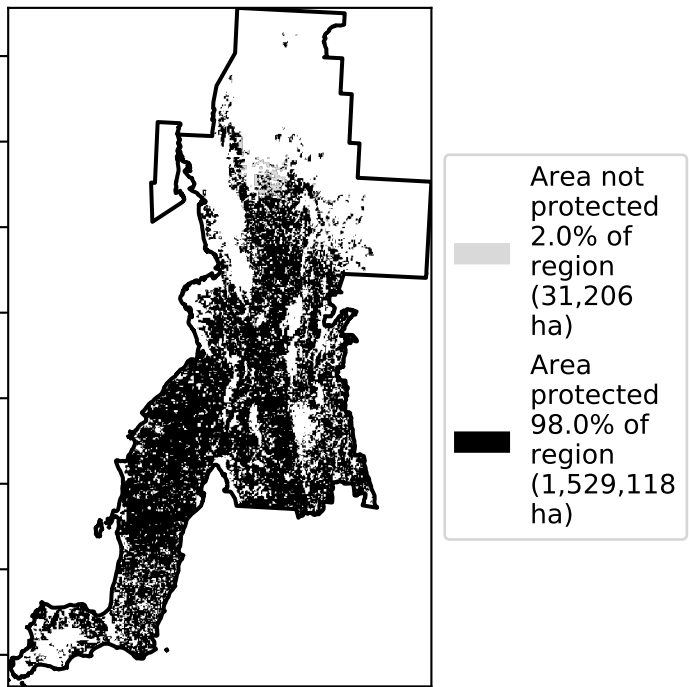 Area not
protected
2.0% of
region
(31,206
ha)
Area
protected
98.0% of
region
(1,529,118
ha)